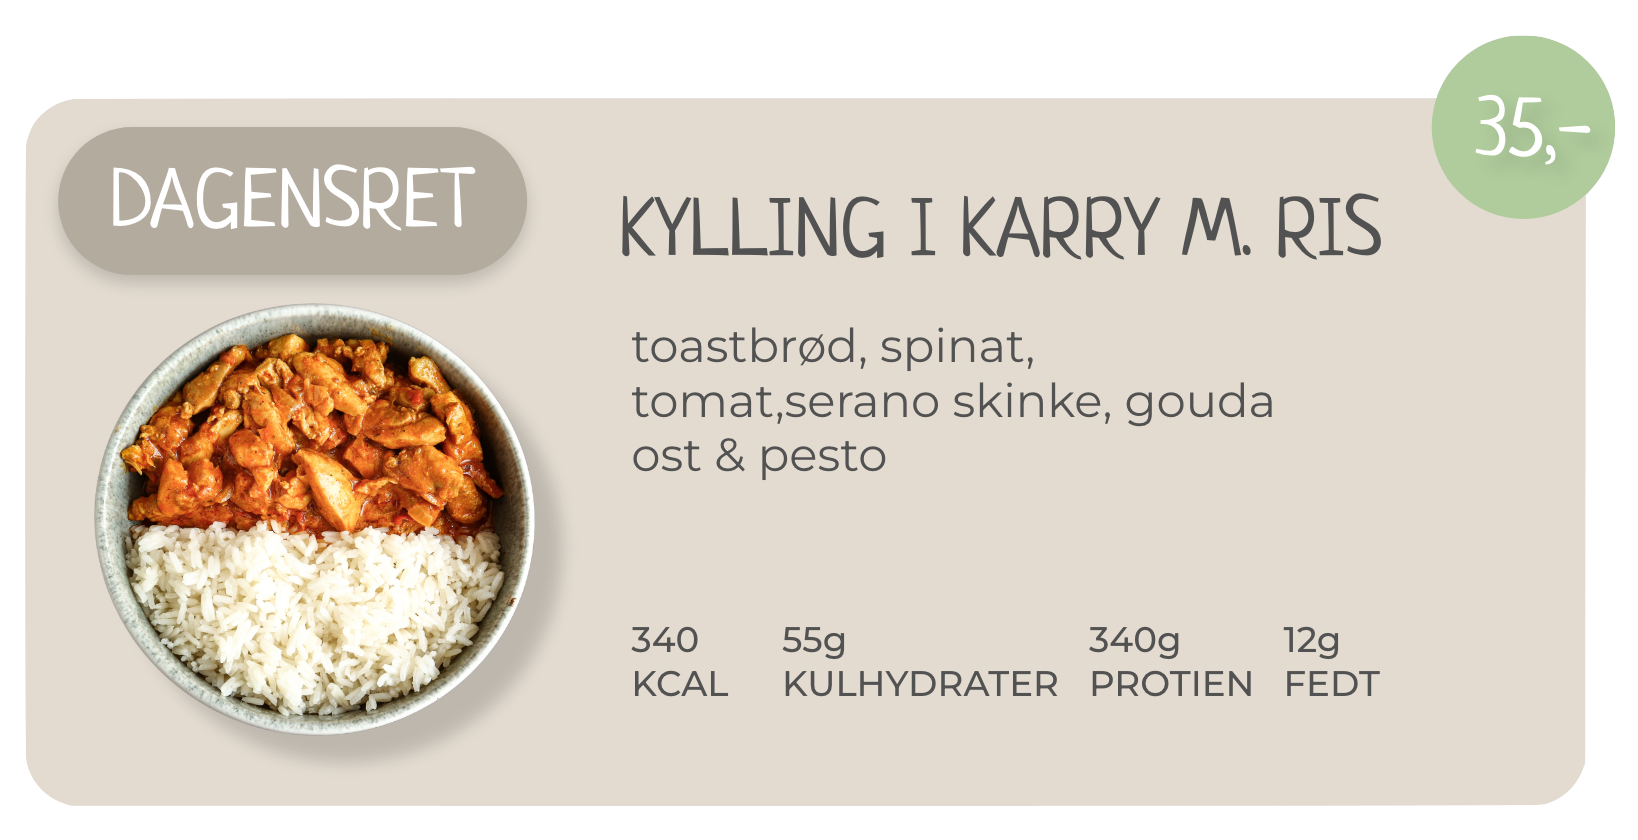 35,-
DAGENSRET
KYLLING I KARRY M. RIS
toastbrød, spinat,
tomat,serano skinke, gouda
ost & pesto
340 55g 340g 12g
KCAL KULHYDRATER PROTIEN FEDT